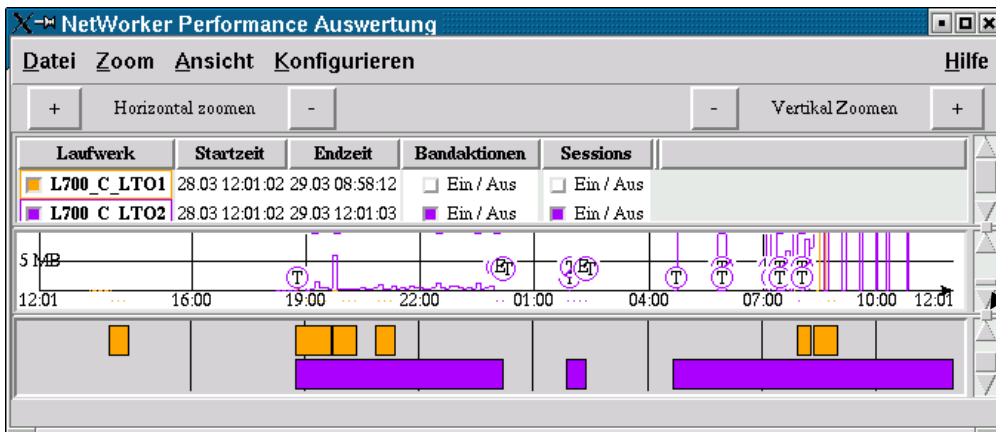 NetWorker Performance Auswertung
Datei Zoom Ansicht Konfigurieren Hilfe
+ Horizontal zoomen - - Vertikal Zoomen +
Laufwerk Startzeit Endzeit Bandaktionen Sessions
L700_C_LTO1 28.03 12:01:02 29.03 08:58:12 Ein / Aus Ein / Aus
L700_C_LTO2 28.03 12:01:02 29.03 12:01:03 Ein / Aus Ein / Aus
5 MB
T T T T T T T
T T T T
12:01 16:00 19:00 22:00 01:00 04:00 07:00 10:00 12:01